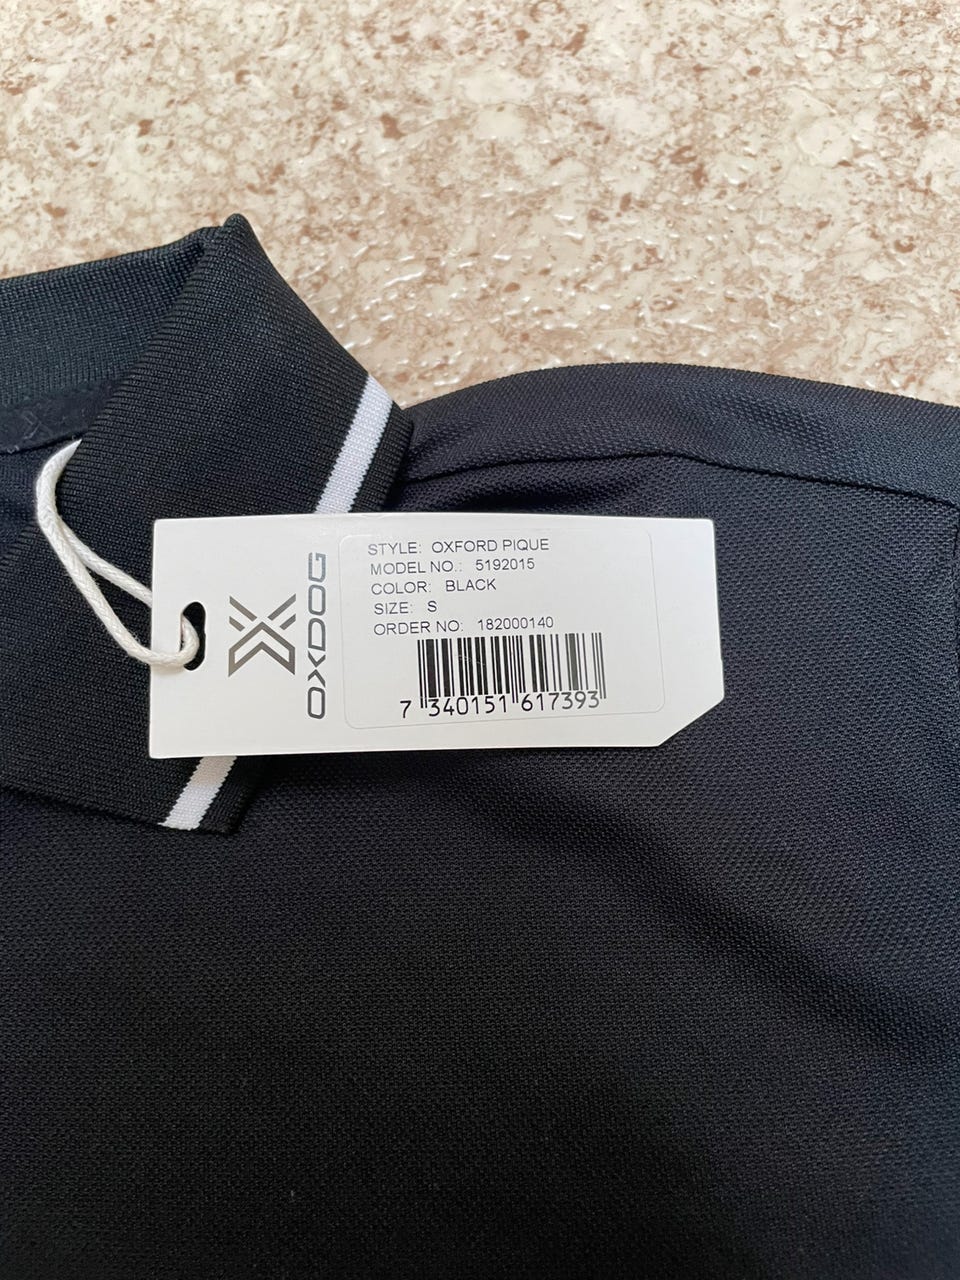 OXDOG
STYLE: OXFORD PIQUE
MODEL NO.: 5192015
COLOR: BLACK
SIZE: S
ORDER NO: 182000140
7 340151 617393